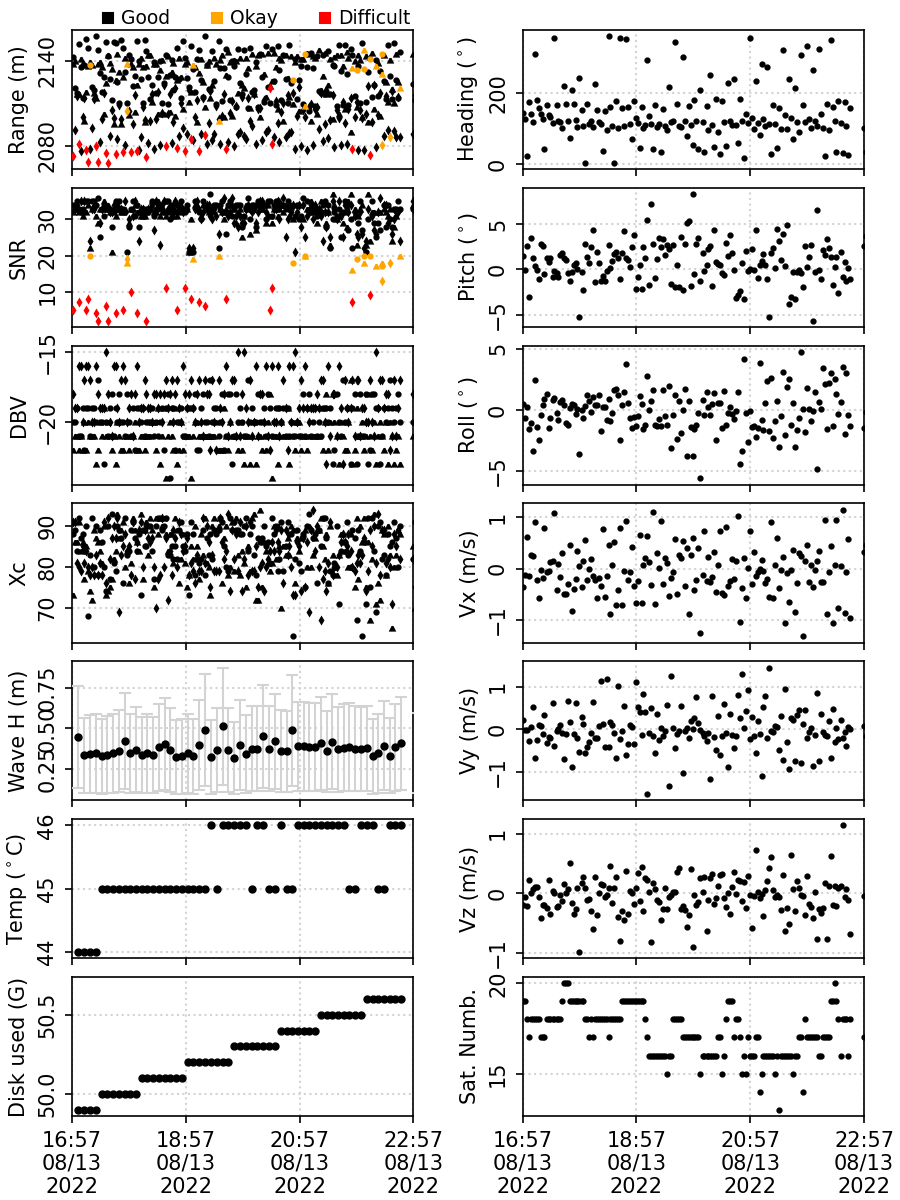 Good Okay Difficult
Range (m)
2140
2080
Heading (°)
200
0
SNR
30
20
10
Pitch (°)
5
0
−5
DBV
−15
−20
Roll (°)
5
0
−5
Xc
90
80
70
Vx (m/s)
1
0
−1
Wave H (m)
0.75
0.50
0.25
Vy (m/s)
1
0
−1
Temp (°C)
46
45
44
Vz (m/s)
1
0
−1
Disk used (G)
50.5
50.0
Sat. Numb.
20
15
16:57 18:57 20:57 22:57 16:57 18:57 20:57 22:57
08/13 08/13 08/13 08/13 08/13 08/13 08/13 08/13
2022 2022 2022 2022 2022 2022 2022 2022